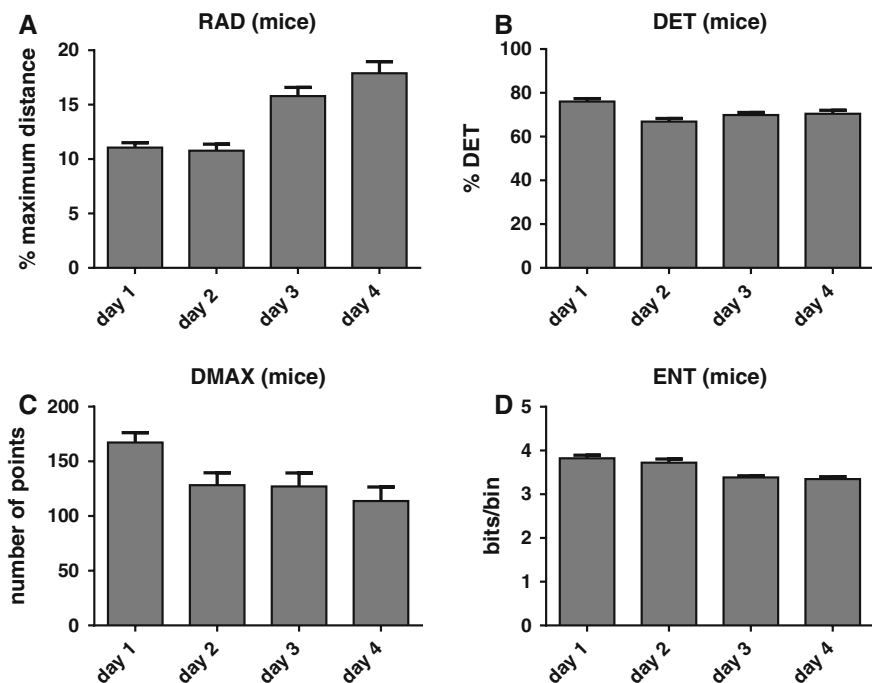 A
RAD (mice)
% maximum distance
20
15
10
5
0
day 1
day 2
day 3
day 4
B
DET (mice)
% DET
100
80
60
40
20
0
day 1
day 2
day 3
day 4
C
DMAX (mice)
number of points
200
150
100
50
0
day 1
day 2
day 3
day 4
D
ENT (mice)
bits/bin
5
4
3
2
1
0
day 1
day 2
day 3
day 4